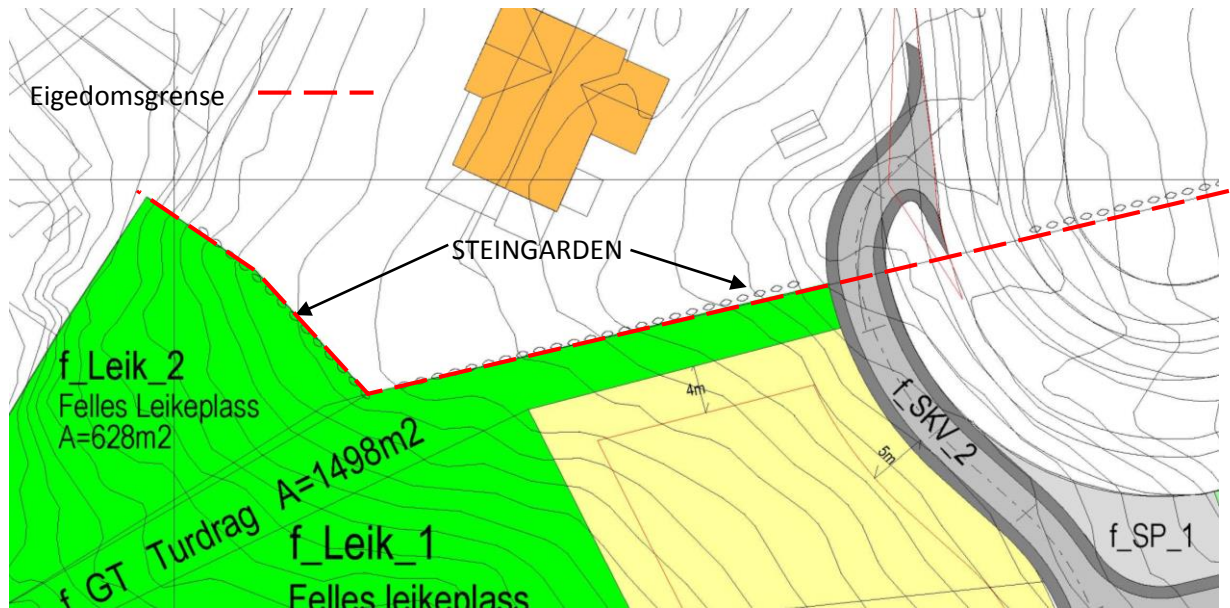 Eigedomsgrense
STEINGARDEN
f_Leik_2
Felles Leikeplass
A=628m2
4m
f_SKV_2
5m
f_GT Turdrag A=1498m2
f_SP_1
f_Leik_1
Felles leikeplass